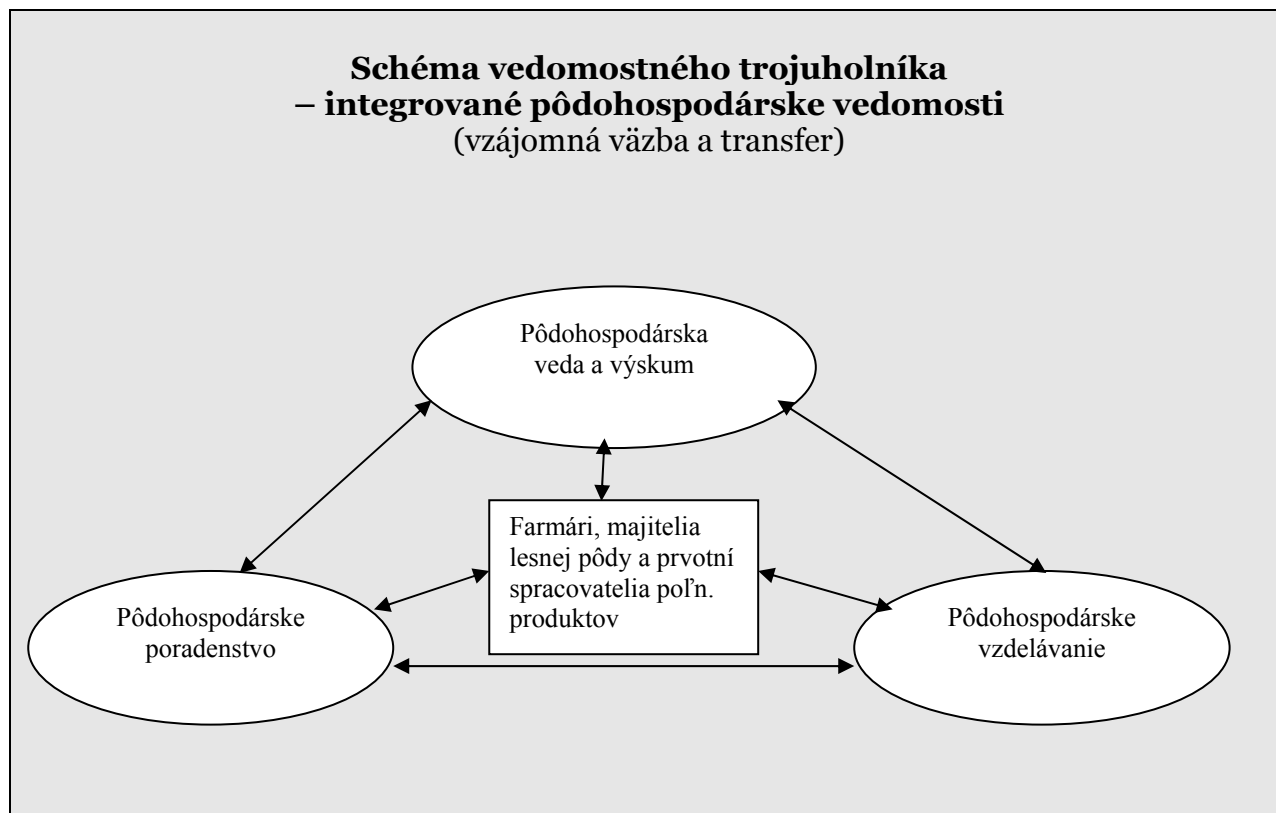 Schéma vedomostného trojuholníka
– integrované pôdohospodárske vedomosti
(vzájomná väzba a transfer)
Pôdohospodárska
veda a výskum
Farmári, majitelia
lesnej pôdy a prvotní
spracovatelia poľn.
produktov
Pôdohospodárske
poradenstvo
Pôdohospodárske
vzdelávanie